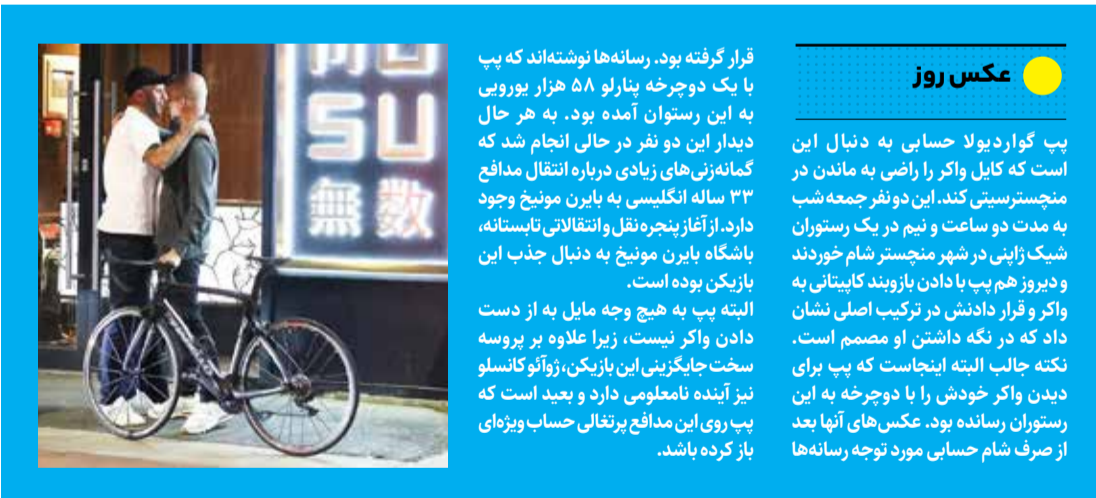 عکس روز
پپ گواردیولا حسابی به دنبال این
است که کایل واکر را راضی به ماندن در
منچسترسیتی کند. این دو نفر جمعه شب
به مدت دو ساعت و نیم در یک رستوران
شیک ژاپنی در شهر منچستر شام خوردند
و دیروز هم پپ با دادن بازوبند کاپیتانی به
واکر و قرار دادنش در ترکیب اصلی نشان
داد که در نگه داشتن او مصمم است.
نکته جالب البته اینجاست که پپ برای
دیدن واکر خودش را با دوچرخه به این
رستوران رسانده بود. عکس‌های آنها بعد
از صرف شام حسابی مورد توجه رسانه‌ها
قرار گرفته بود. رسانه‌ها نوشته‌اند که پپ
با یک دوچرخه پنارلو ۵۸ هزار یورویی
به این رستوان آمده بود. به هر حال
دیدار این دو نفر در حالی انجام شد که
گمانه‌زنی‌های زیادی درباره انتقال مدافع
۳۳ ساله انگلیسی به بایرن مونیخ وجود
دارد. از آغاز پنجره نقل و انتقالاتی تابستانه،
باشگاه بایرن مونیخ به دنبال جذب این
بازیکن بوده است.
البته پپ به هیچ وجه مایل به از دست
دادن واکر نیست، زیرا علاوه بر پروسه
سخت جایگزینی این بازیکن، ژوآئو کانسلو
نیز آینده نامعلومی دارد و بعید است که
پپ روی این مدافع پرتغالی حساب ویژه‌ای
باز کرده باشد.
SU
無数